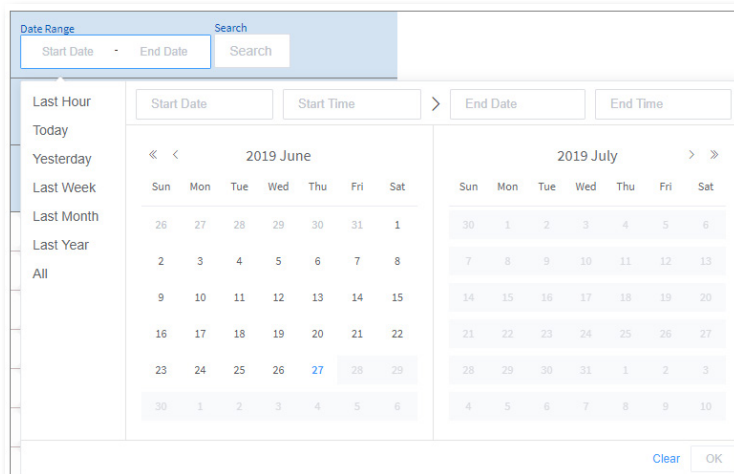 Date Range
Search
Start Date - End Date
Search
Last Hour
Today
Yesterday
Last Week
Last Month
Last Year
All
Start Date
Start Time
>
End Date
End Time
« < 2019 June
Sun Mon Tue Wed Thu Fri Sat
26 27 28 29 30 31 1
2 3 4 5 6 7 8
9 10 11 12 13 14 15
16 17 18 19 20 21 22
23 24 25 26 27 28 29
30 1 2 3 4 5 6
2019 July > »
Sun Mon Tue Wed Thu Fri Sat
30 1 2 3 4 5 6
7 8 9 10 11 12 13
14 15 16 17 18 19 20
21 22 23 24 25 26 27
28 29 30 31 1 2 3
4 5 6 7 8 9 10
Clear
OK